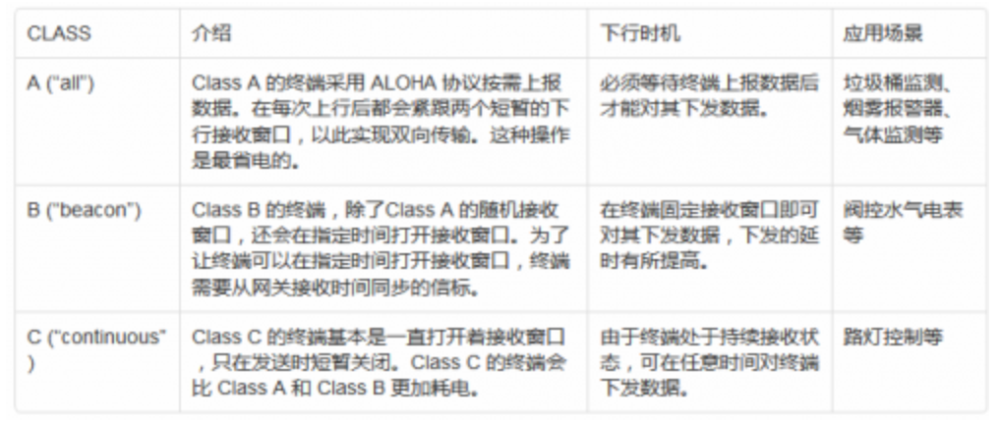 CLASS
介绍
下行时机
应用场景
A (“all”)
Class A 的终端采用 ALOHA 协议按需上报
数据。在每次上行后都会紧跟两个短暂的下
行接收窗口，以此实现双向传输。这种操作
是最省电的。
必须等待终端上报数据后
才能对其下发数据。
垃圾桶监测、
烟雾报警器、
气体监测等
B (“beacon”)
Class B 的终端，除了Class A 的随机接收
窗口，还会在指定时间打开接收窗口。为了
让终端可以在指定时间打开接收窗口，终端
需要从网关接收时间同步的信标。
在终端固定接收窗口即可
对其下发数据，下发的延
时有所提高。
阀控水气电表
等
C (“continuous”
)
Class C 的终端基本是一直打开着接收窗口
，只在发送时短暂关闭。Class C 的终端会
比 Class A 和 Class B 更加耗电。
由于终端处于持续接收状
态，可在任意时间对终端
下发数据。
路灯控制等